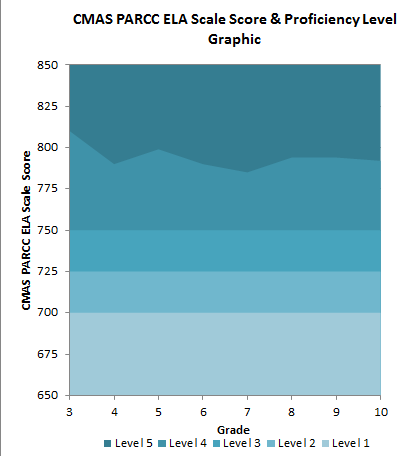 CMAS PARCC ELA Scale Score & Proficiency Level
Graphic
CMAS PARCC ELA Scale Score
850
825
800
775
750
725
700
675
650
3 4 5 6 7 8 9 10
Grade
Level 5 Level 4 Level 3 Level 2 Level 1